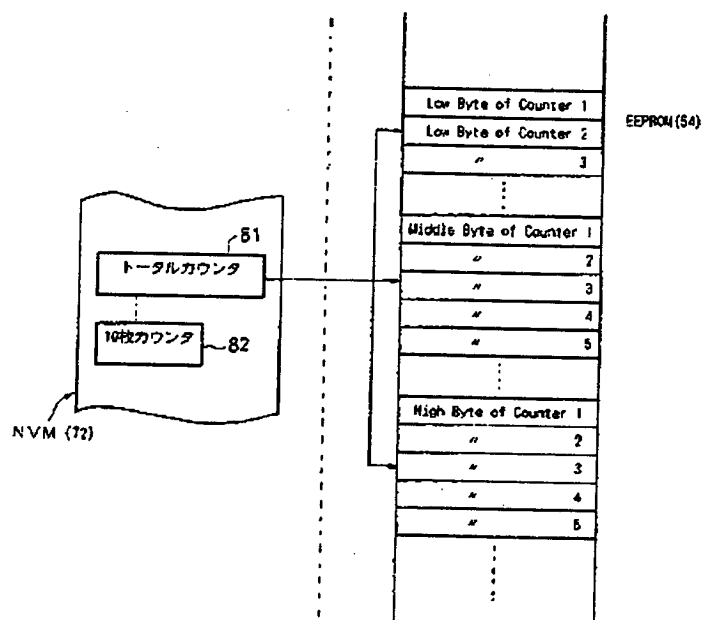 Low Byte of Counter 1
Low Byte of Counter 2
〃 3
EEPROM(54)
Middle Byte of Counter 1
〃 2
〃 3
〃 4
〃 5
High Byte of Counter 1
〃 2
〃 3
〃 4
〃 5
81
トータルカウンタ
10枚カウンタ
82
NVM (72)